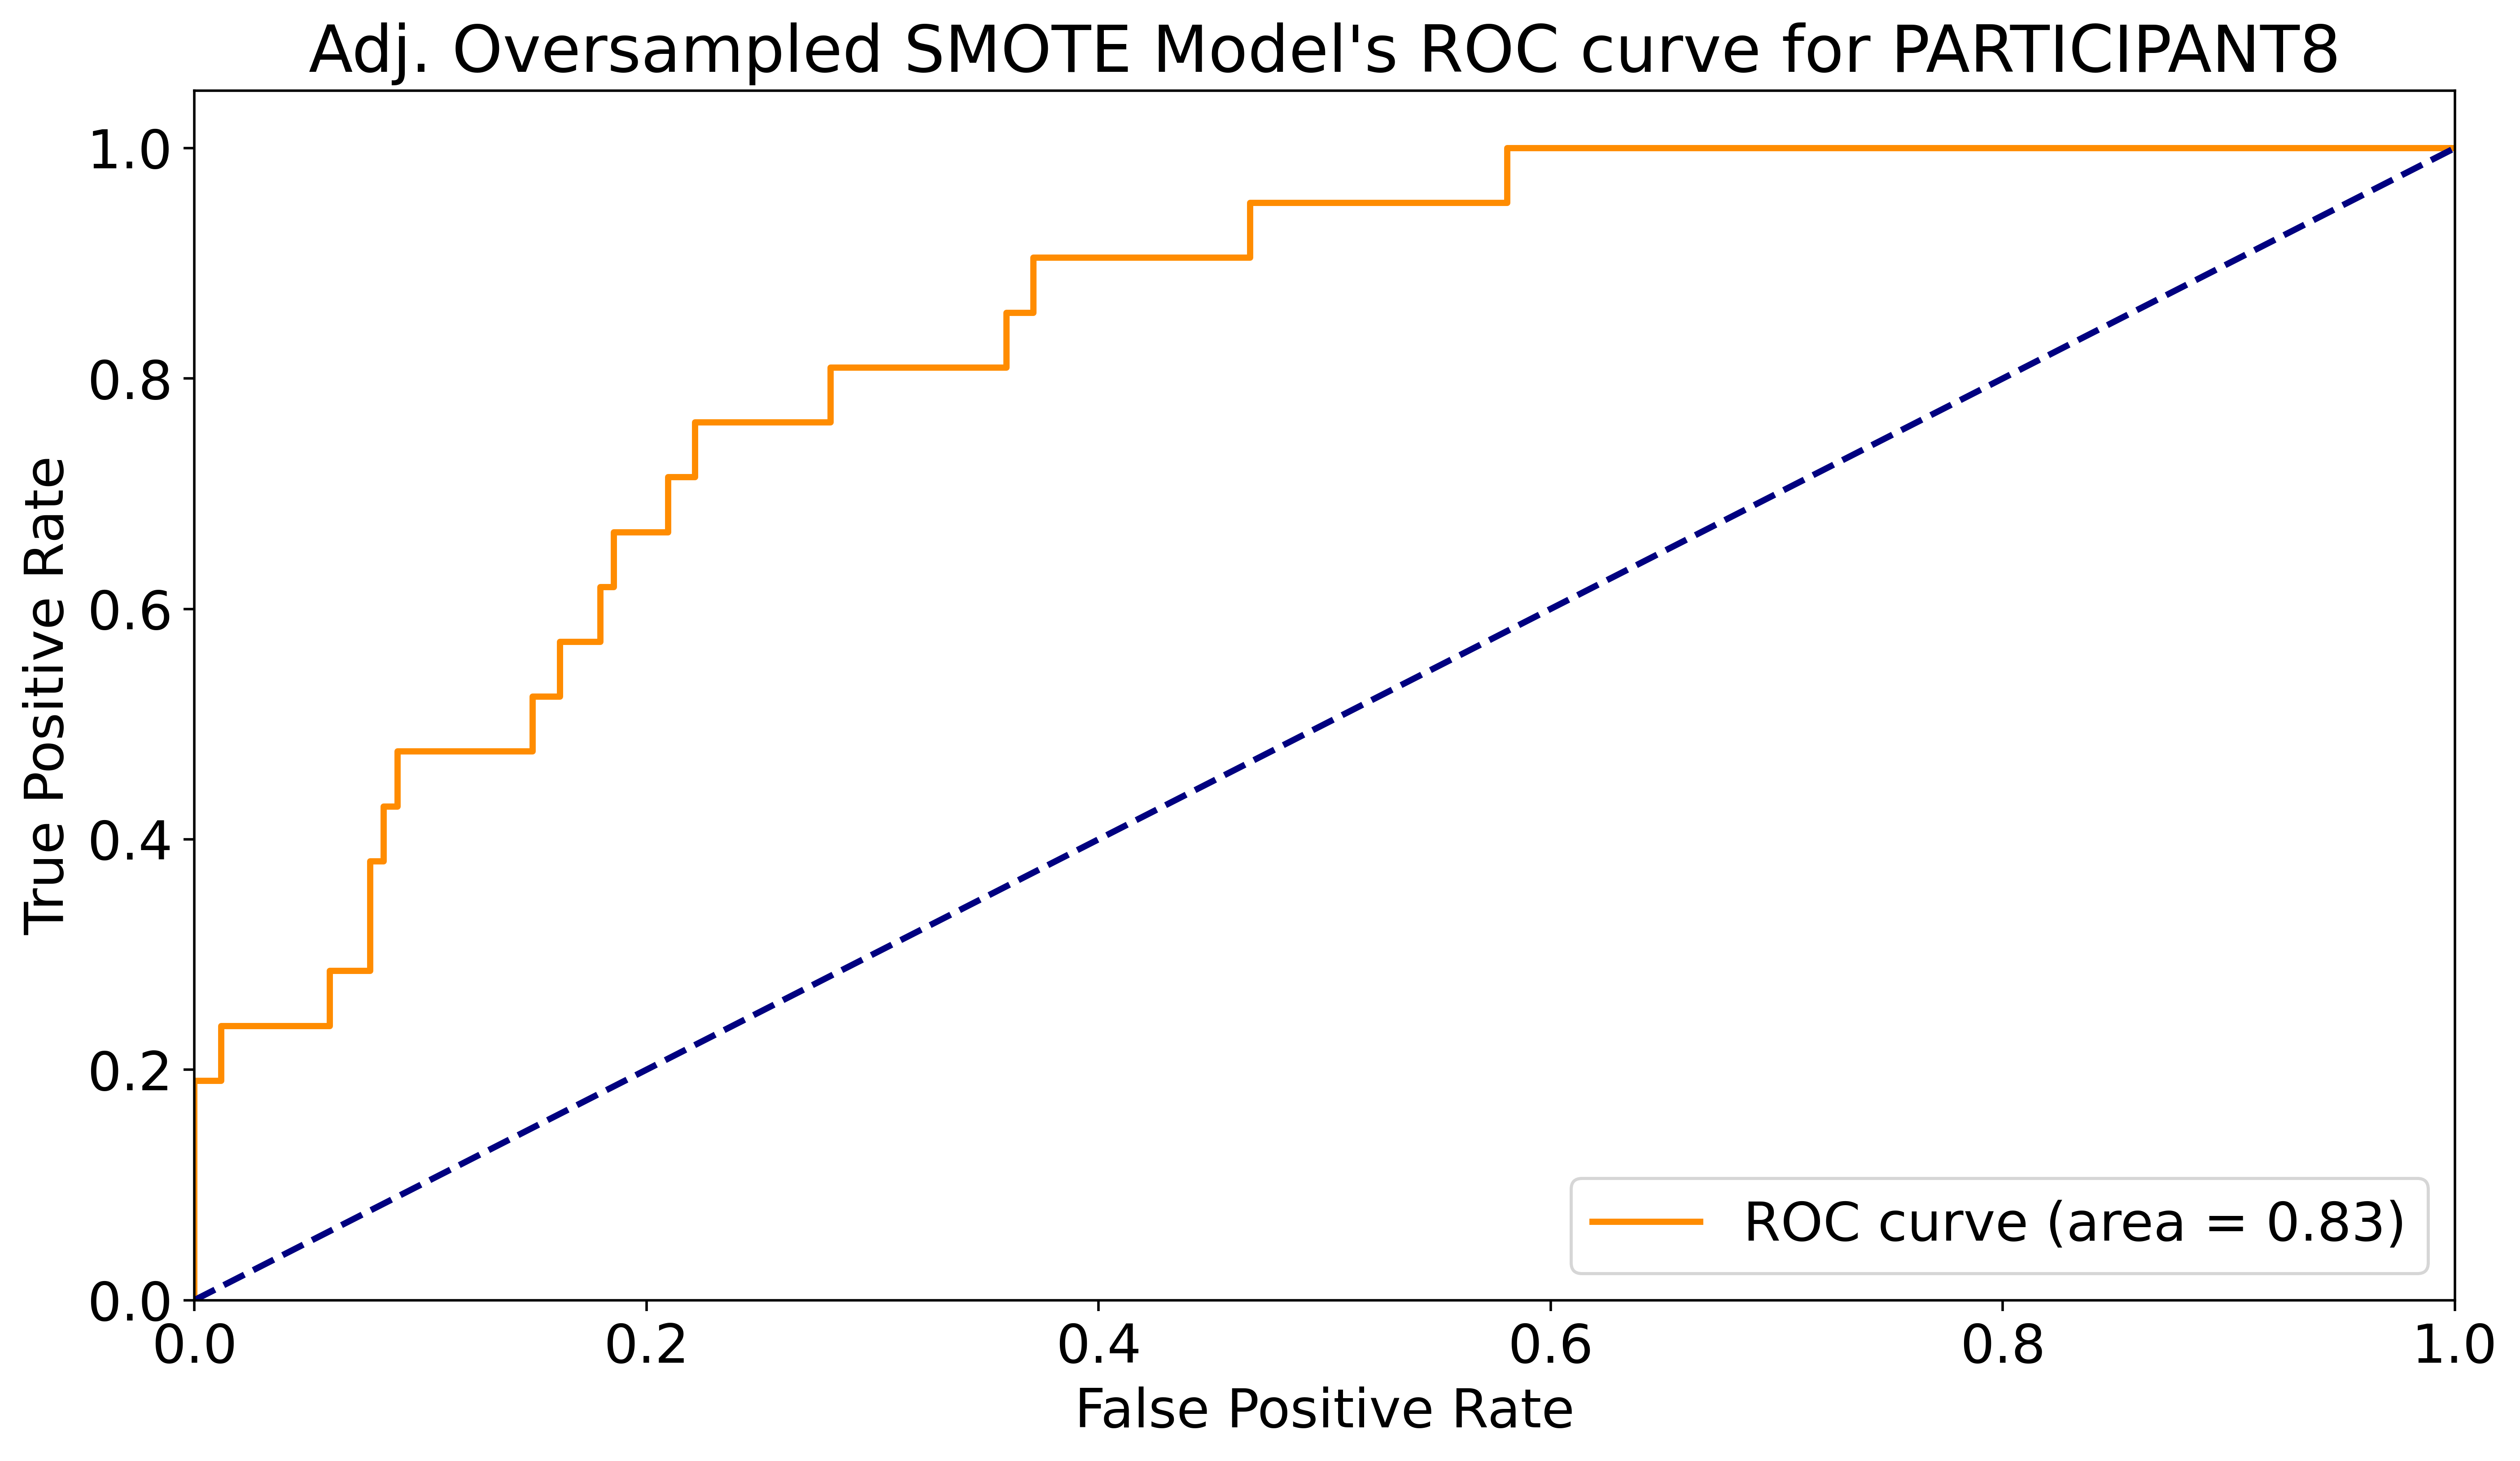 Adj. Oversampled SMOTE Model's ROC curve for PARTICIPANT8
True Positive Rate
1.0
0.8
0.6
0.4
0.2
0.0
ROC curve (area = 0.83)
0.0 0.2 0.4 0.6 0.8 1.0
False Positive Rate